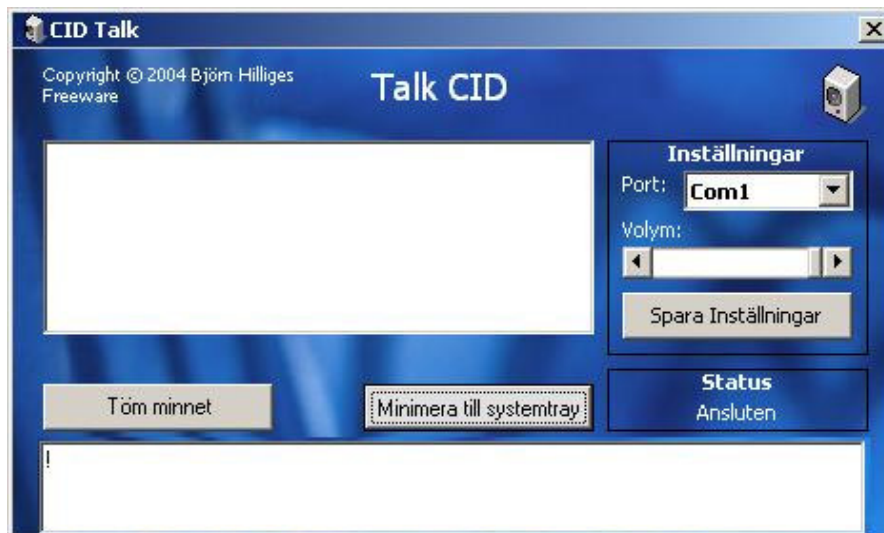 CID Talk
Copyright © 2004 Björn Hilliges
Freeware
Talk CID
Inställningar
Port:
Com1
Volym:
Spara Inställningar
Töm minnet
Minimera till systemtray
Status
Ansluten
!